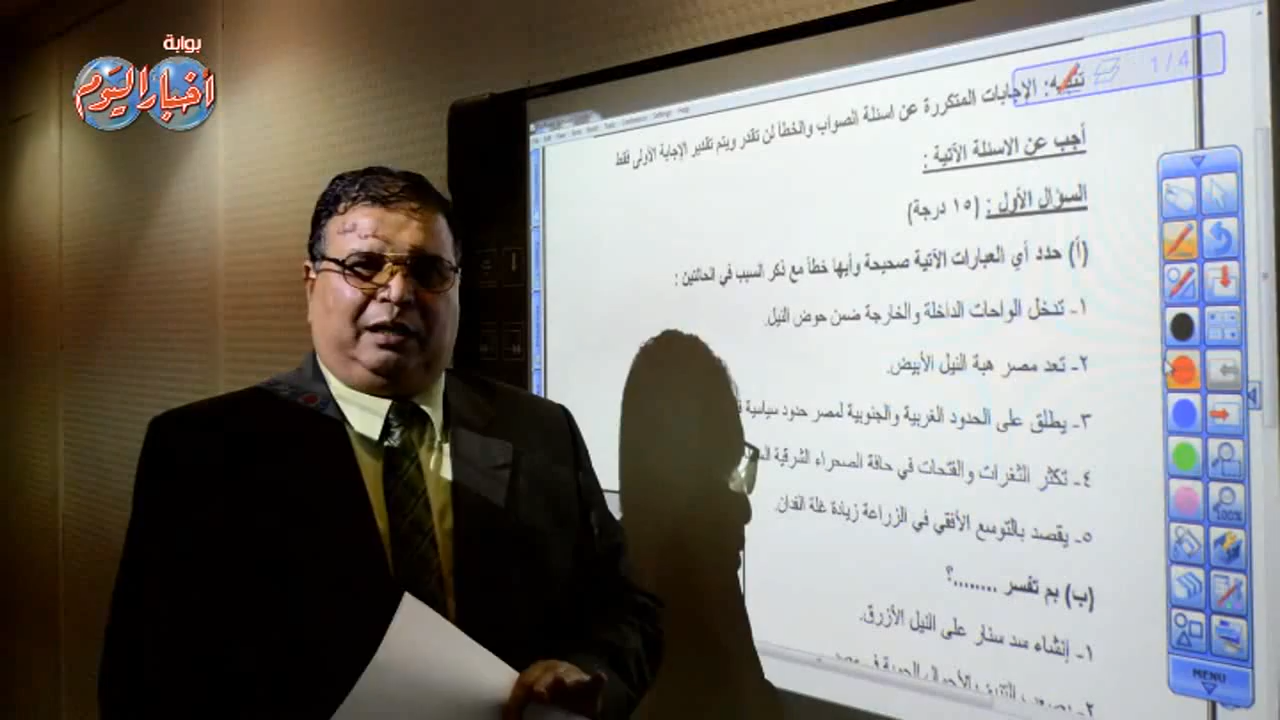 بوابة
أخبار اليوم
1/4
تنبيه: الإجابات المتكررة عن اسئلة الصواب والخطأ لن تقدر ويتم تقدير الإجابة الأولى فقط
أجب عن الاسئلة الآتية :
السؤال الأول : (١٥ درجة)
(أ) حدد أي العبارات الآتية صحيحة وأيها خطأ مع ذكر السبب في الحالتين :
١- تدخل الواحات الداخلة والخارجة ضمن حوض النيل.
٢- تعد مصر هبة النيل الأبيض.
٣- يطلق على الحدود الغربية والجنوبية لمصر حدود سياسية
٤- تكثر الثغرات والفتحات في حافة الصحراء الشرقية
٥- يقصد بالتوسع الأفقي في الزراعة زيادة غلة الفدان.
(ب) بم تفسر ........؟
١- إنشاء سد سنار على النيل الأزرق.
100%
MENU